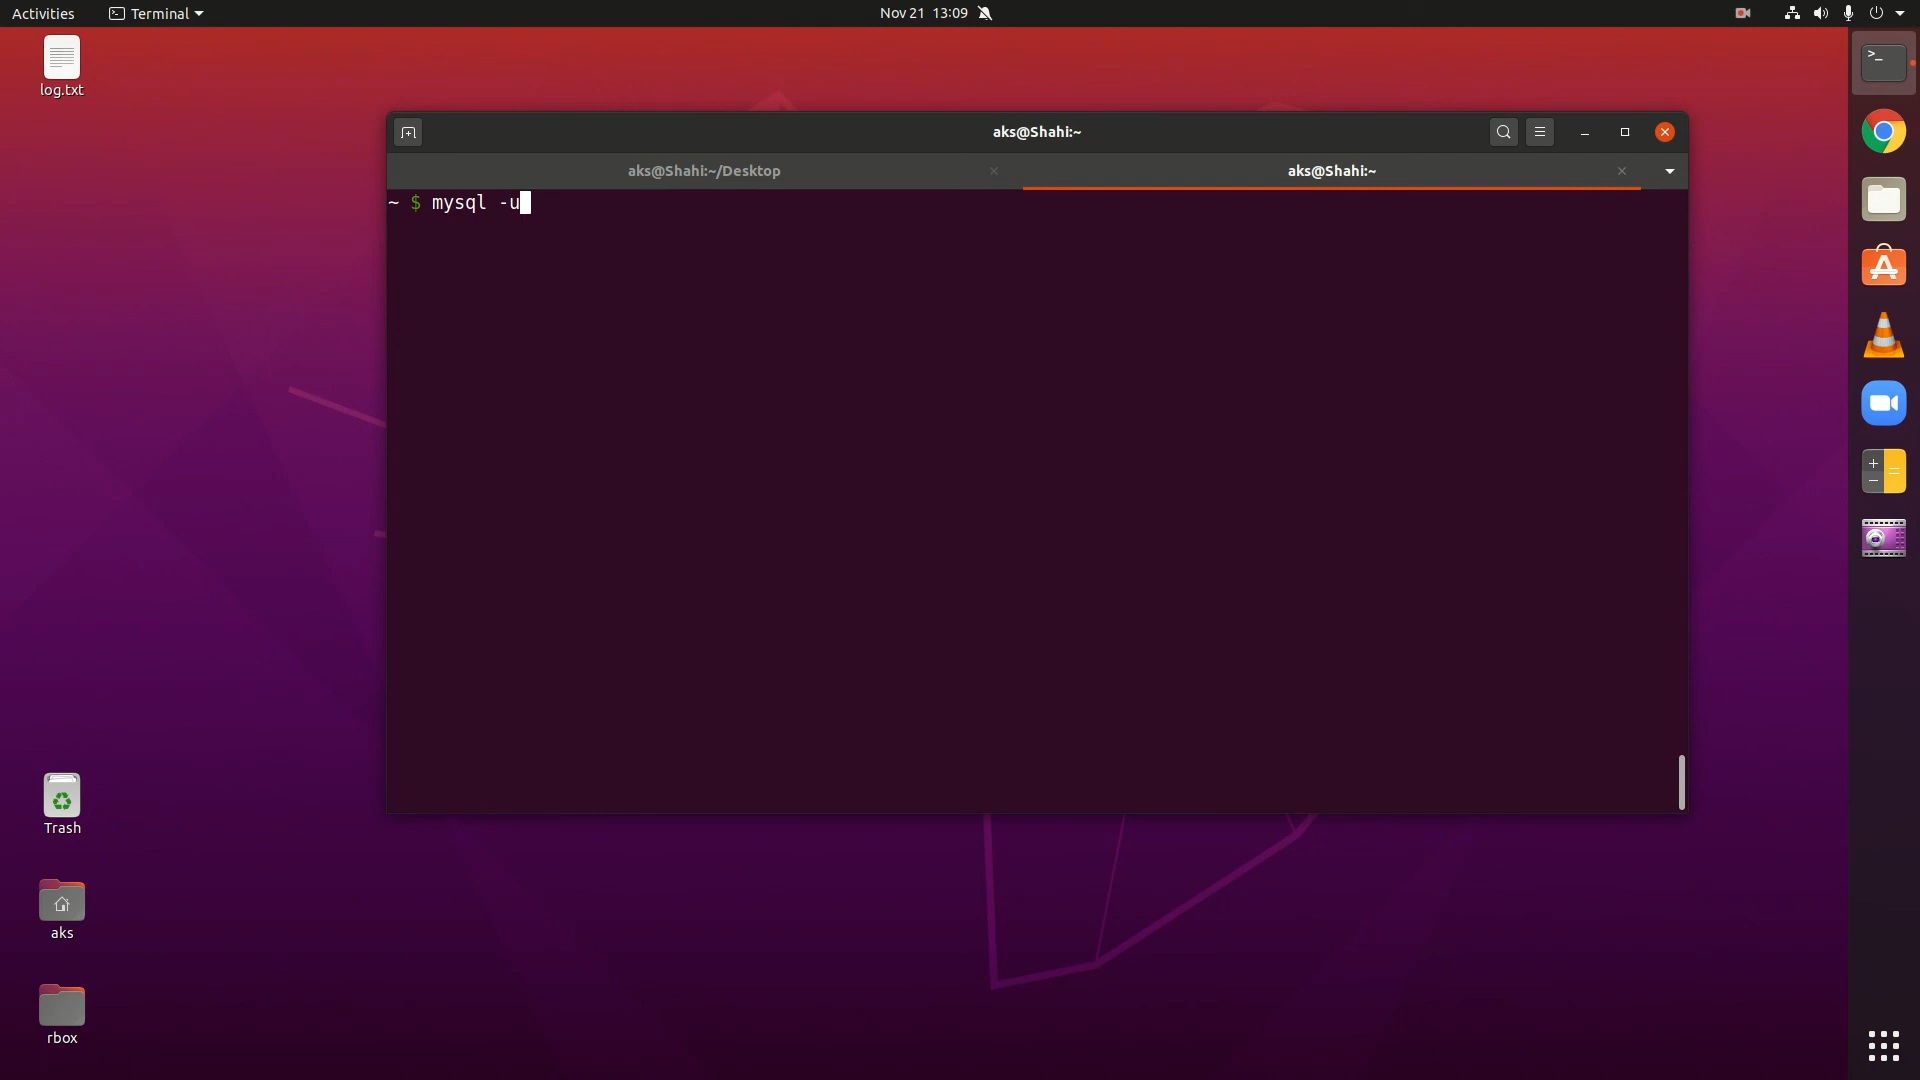 Activities
Terminal
Nov 21 13:09
log.txt
aks@Shahi:~
aks@Shahi:~/Desktop
aks@Shahi:~
~ $ mysql -u
Trash
aks
rbox